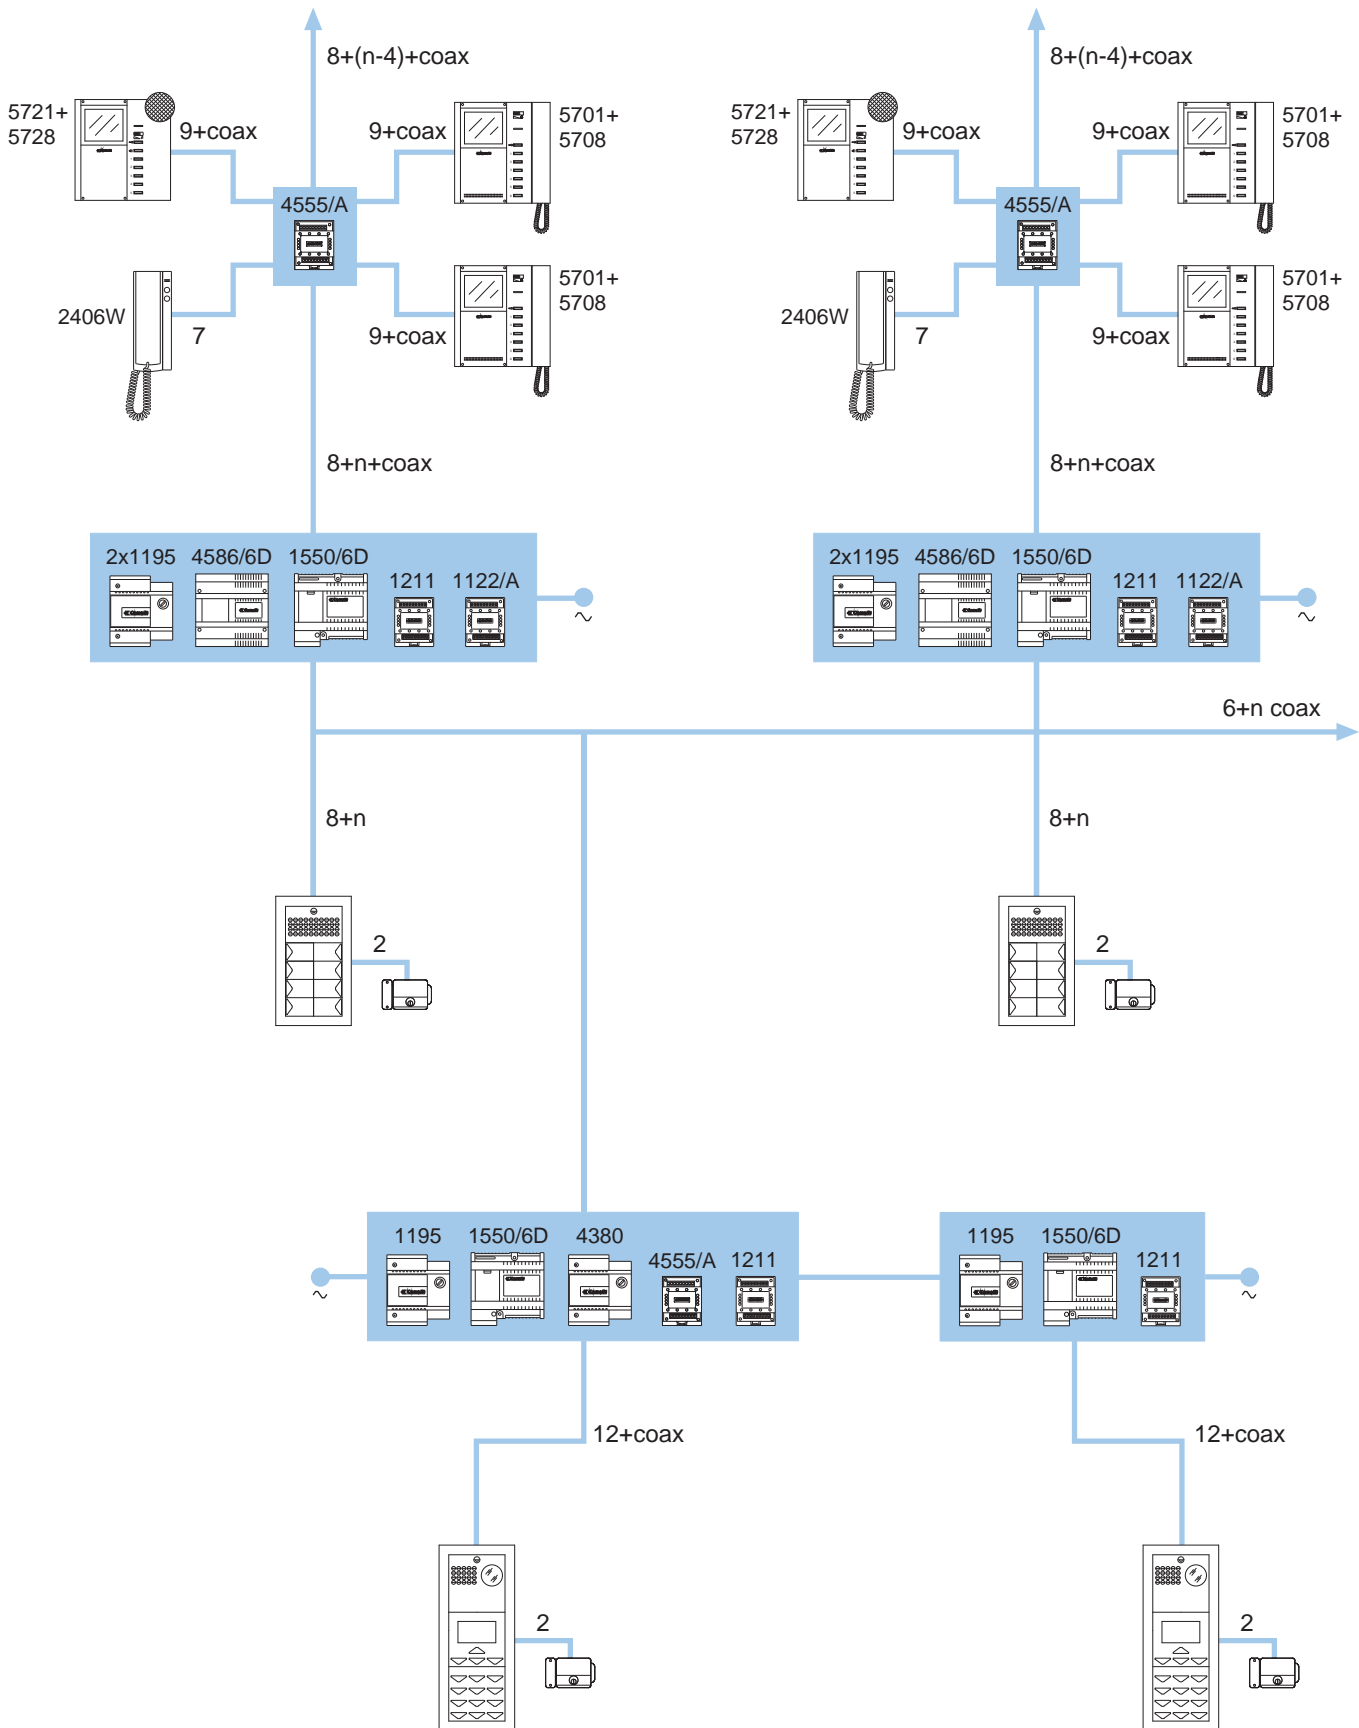 8+(n-4)+coax
8+(n-4)+coax
5721+
5728
9+coax
9+coax
5701+
5708
5721+
5728
9+coax
9+coax
5701+
5708
4555/A
4555/A
2406W
7
9+coax
5701+
5708
2406W
7
9+coax
5701+
5708
8+n+coax
8+n+coax
2x1195
4586/6D
1550/6D
1211
1122/A
~
2x1195
4586/6D
1550/6D
1211
1122/A
~
6+n coax
8+n
8+n
2
2
1195
1550/6D
4380
4555/A
1211
~
1195
1550/6D
1211
~
12+coax
12+coax
2
2